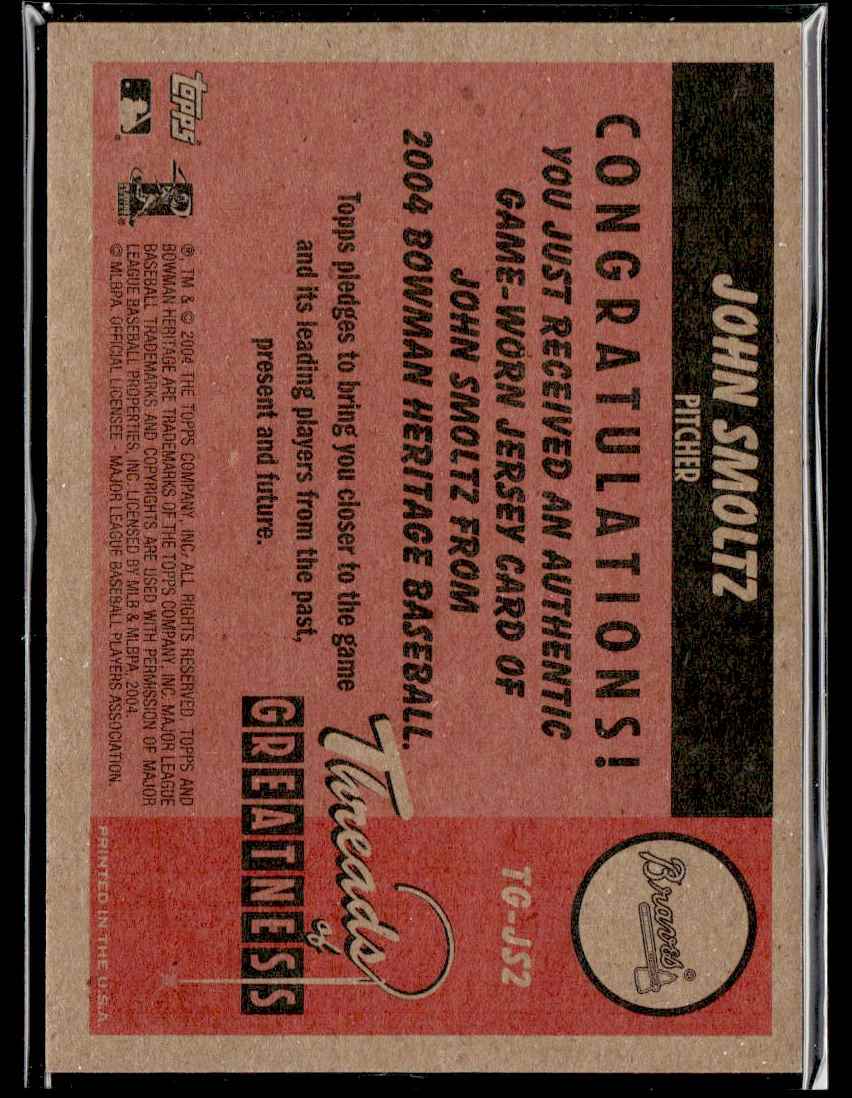 JOHN SMOLTZ
PITCHER
Braves
CONGRATULATIONS!
YOU JUST RECEIVED AN AUTHENTIC
GAME-WORN JERSEY CARD OF
JOHN SMOLTZ FROM
2004 BOWMAN HERITAGE BASEBALL.
TG-JS2
Topps pledges to bring you closer to the game
and its leading players from the past,
present and future.
Threads
of
GREATNESS
Topps
® TM & © 2004 THE TOPPS COMPANY, INC. ALL RIGHTS RESERVED. TOPPS AND
BOWMAN HERITAGE ARE TRADEMARKS OF THE TOPPS COMPANY, INC. MAJOR LEAGUE
BASEBALL TRADEMARKS AND COPYRIGHTS ARE USED WITH PERMISSION OF MAJOR
LEAGUE BASEBALL PROPERTIES, INC. LICENSED BY MLB & MLBPA, 2004.
© MLBPA OFFICIAL LICENSEE - MAJOR LEAGUE BASEBALL PLAYERS ASSOCIATION.
PRINTED IN THE U.S.A.